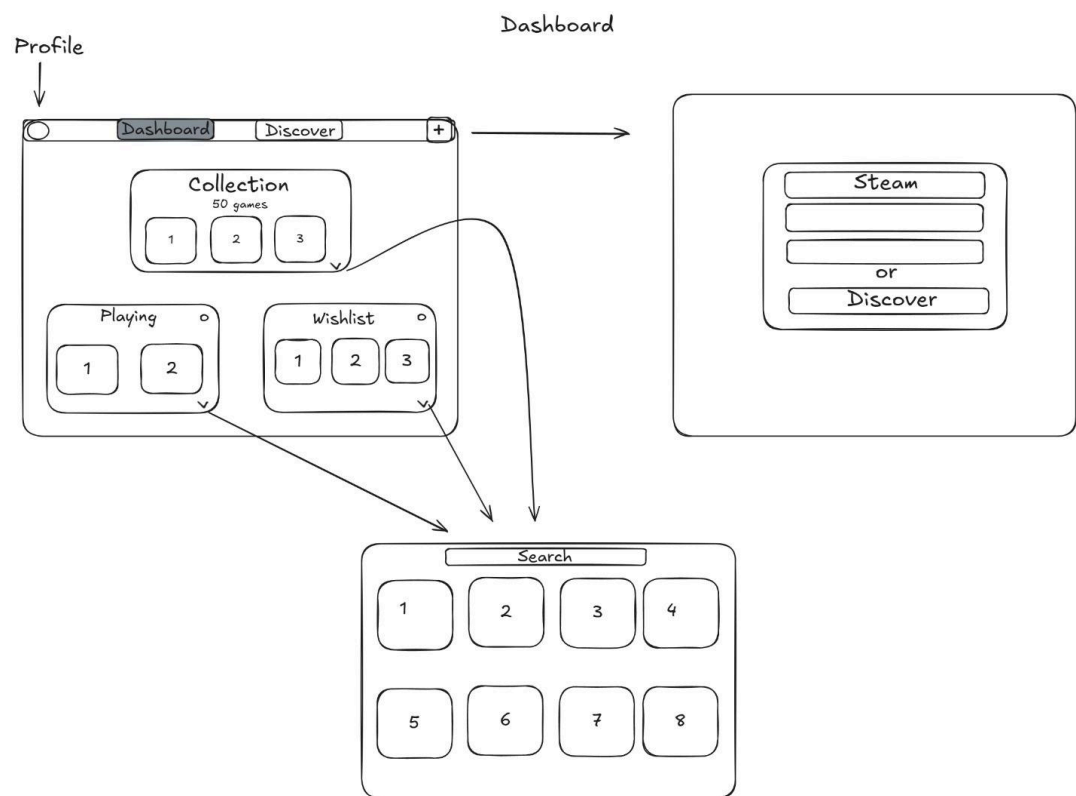 Dashboard
Profile
Dashboard
Discover
+
Collection
50 games
1 2 3
Playing
1 2
Wishlist
1 2 3
Steam
or
Discover
Search
1 2 3 4
5 6 7 8